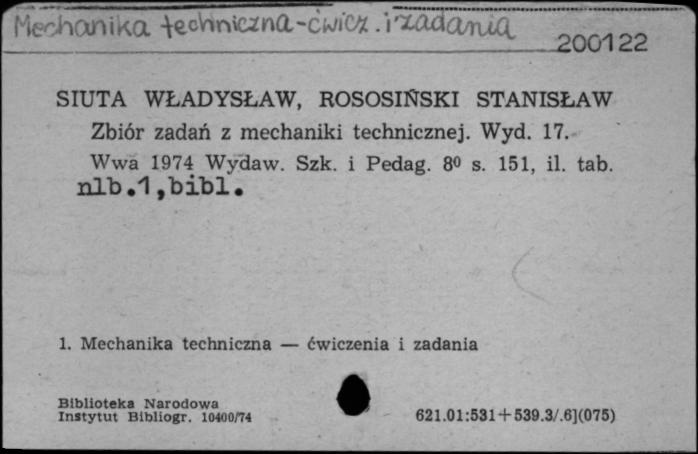 Mechanika techniczna-ćwicz. i zadania
200122
SIUTA WŁADYSŁAW, ROSOSIŃSKI STANISŁAW
Zbiór zadań z mechaniki technicznej. Wyd. 17.
Wwa 1974 Wydaw. Szk. i Pedag. 8⁰ s. 151, il. tab.
nlb.1,bibl.
1. Mechanika techniczna — ćwiczenia i zadania
Biblioteka Narodowa
Instytut Bibliogr. 10400/74
621.01:531+539.3/.6](075)